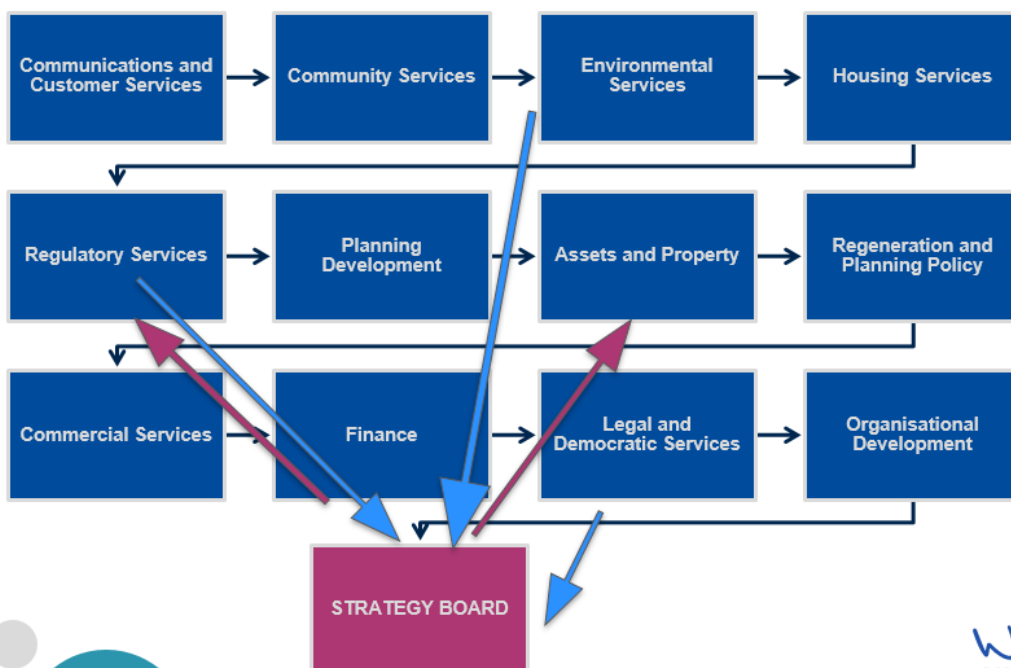 Communications and
Customer Services
Community Services
Environmental
Services
Housing Services
Regulatory Services
Planning
Development
Assets and Property
Regeneration and
Planning Policy
Commercial Services
Finance
Legal and
Democratic Services
Organisational
Development
STRATEGY BOARD